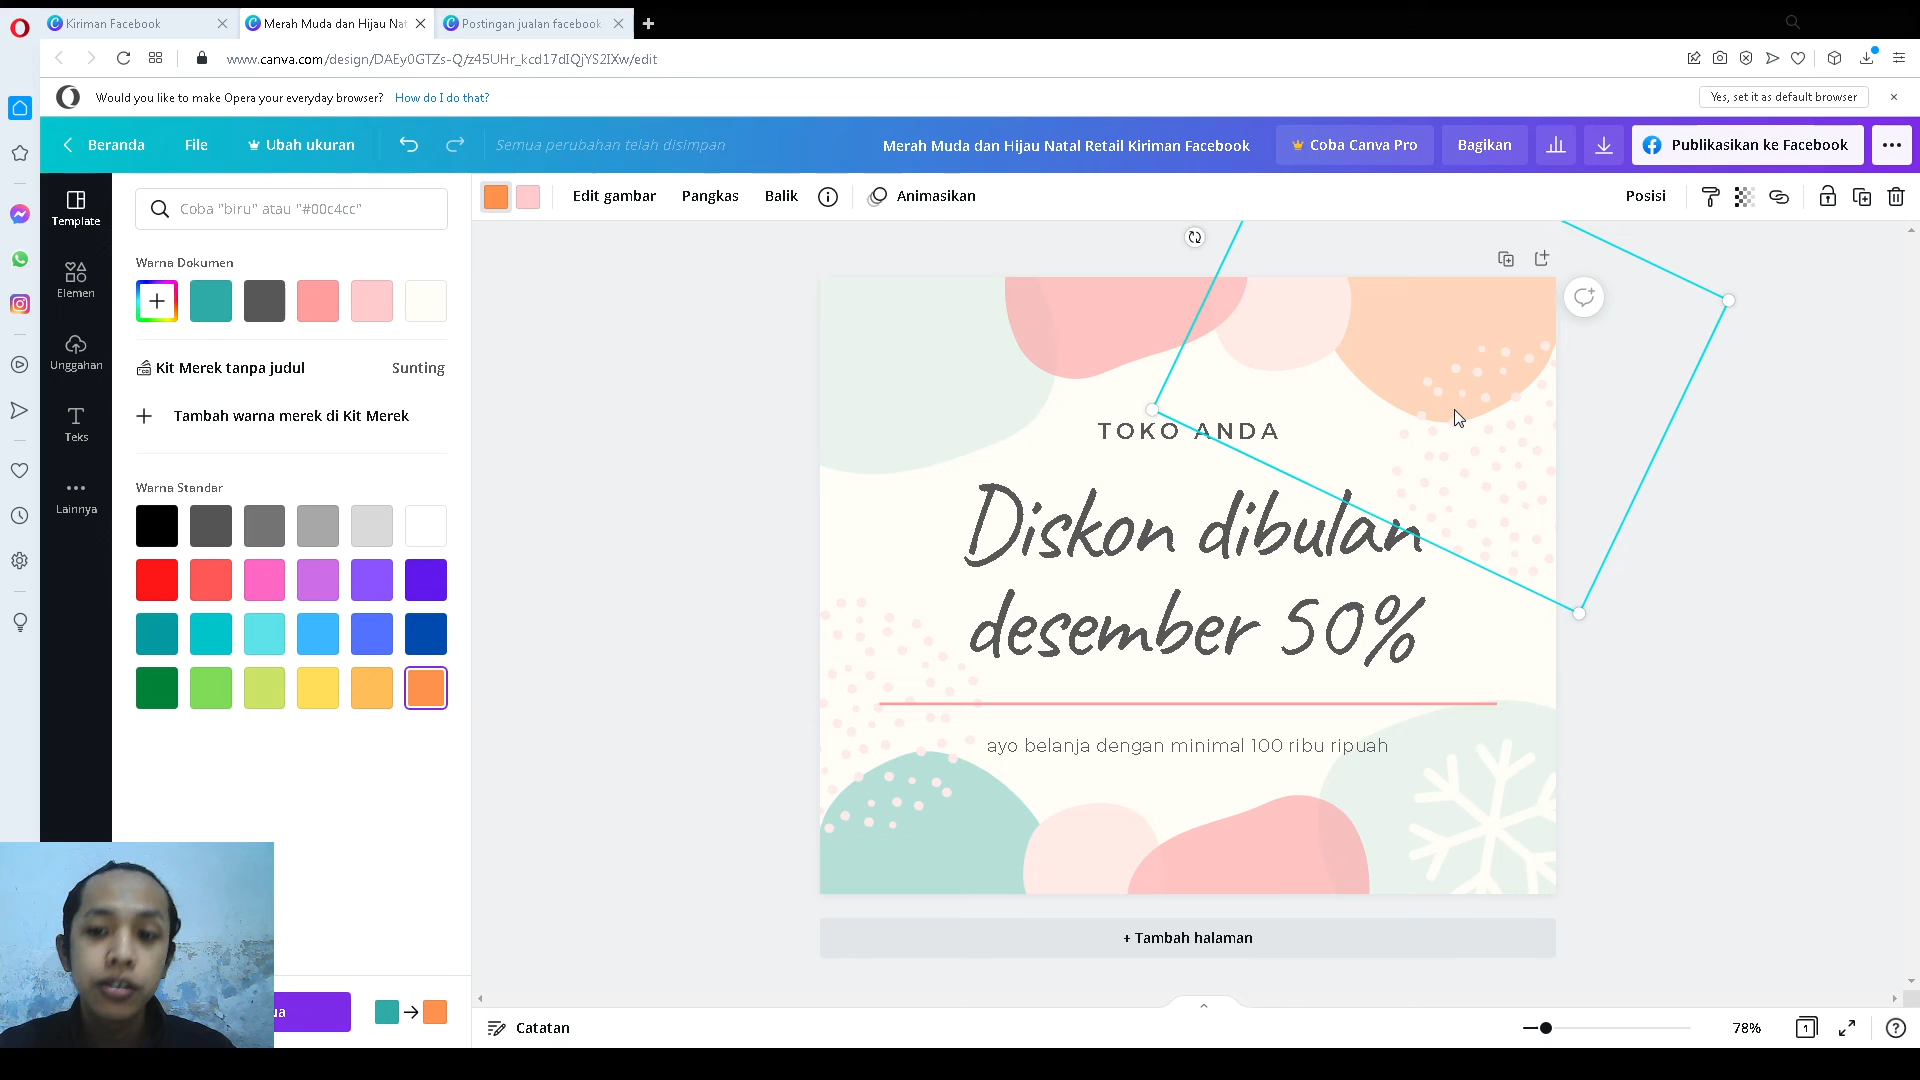 Kiriman Facebook
Merah Muda dan Hijau Nat
Postingan jualan facebook
www.canva.com/design/DAEy0GTZs-Q/z45UHr_kcd17dIQjYS2IXw/edit
Would you like to make Opera your everyday browser? How do I do that?
Yes, set it as default browser
Beranda
File
Ubah ukuran
Semua perubahan telah disimpan
Merah Muda dan Hijau Natal Retail Kiriman Facebook
Coba Canva Pro
Bagikan
Publikasikan ke Facebook
Template
Elemen
Unggahan
Teks
Lainnya
Coba "biru" atau "#00c4cc"
Edit gambar
Pangkas
Balik
Animasikan
Posisi
Warna Dokumen
Kit Merek tanpa judul
Sunting
Tambah warna merek di Kit Merek
Warna Standar
TOKO ANDA
Diskon dibulan
desember 50%
ayo belanja dengan minimal 100 ribu ripuah
+ Tambah halaman
Catatan
78%
1